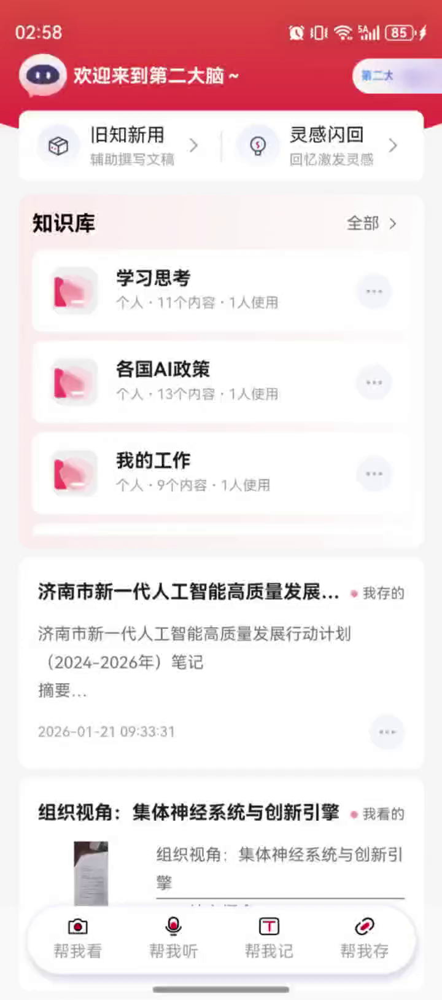 02:58
5A
85
欢迎来到第二大脑~
第二大
旧知新用
辅助撰写文稿
灵感闪回
回忆激发灵感
知识库
全部
学习思考
个人·11个内容·1人使用
各国AI政策
个人·13个内容·1人使用
我的工作
个人·9个内容·1人使用
济南市新一代人工智能高质量发展...
我存的
济南市新一代人工智能高质量发展行动计划
（2024-2026年）笔记
摘要...
2026-01-21 09:33:31
组织视角：集体神经系统与创新引擎
我看的
组织视角：集体神经系统与创新引
擎
帮我看
帮我听
帮我记
帮我存